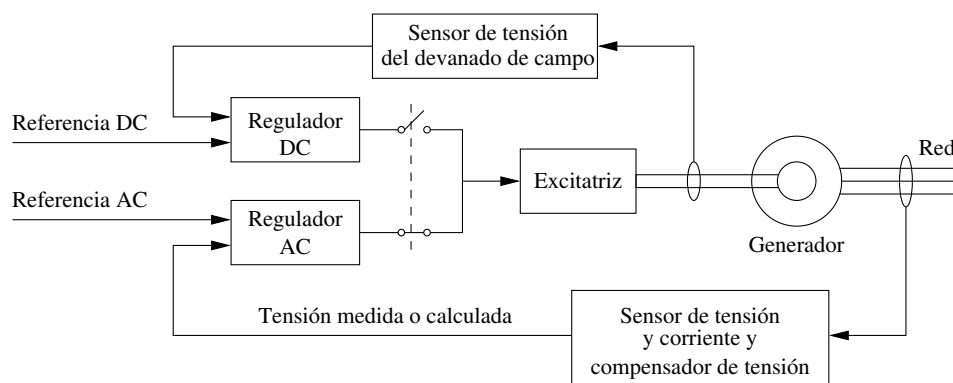 Sensor de tensión
del devanado de campo
Referencia DC
Regulador
DC
Red
Excitatriz
Referencia AC
Regulador
AC
Generador
Tensión medida o calculada
Sensor de tensión
y corriente y
compensador de tensión